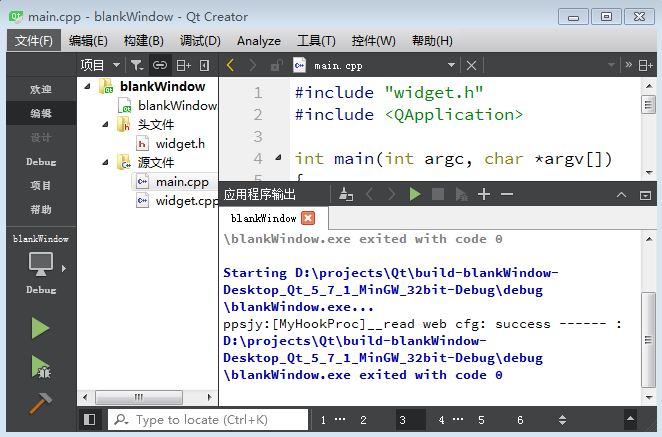 main.cpp - blankWindow - Qt Creator
文件(F) 编辑(E) 构建(B) 调试(D) Analyze 工具(T) 控件(W) 帮助(H)
项目
main.cpp
欢迎
编辑
设计
Debug
项目
帮助
blankWindow
Debug
blankWindow
blankWindow
头文件
widget.h
源文件
main.cpp
widget.cpp
1 #include "widget.h"
2 #include <QApplication>
3
4 int main(int argc, char *argv[])
{
应用程序输出
blankWindow
\blankWindow.exe exited with code 0
Starting D:\projects\Qt\build-blankWindow-
Desktop_Qt_5_7_1_MinGW_32bit-Debug\debug
\blankWindow.exe...
ppsjy:[MyHookProc]__read web cfg: success ------ :
D:\projects\Qt\build-blankWindow-
Desktop_Qt_5_7_1_MinGW_32bit-Debug\debug
\blankWindow.exe exited with code 0
Type to locate (Ctrl+K)
1 ... 2 3 4 ... 5 6